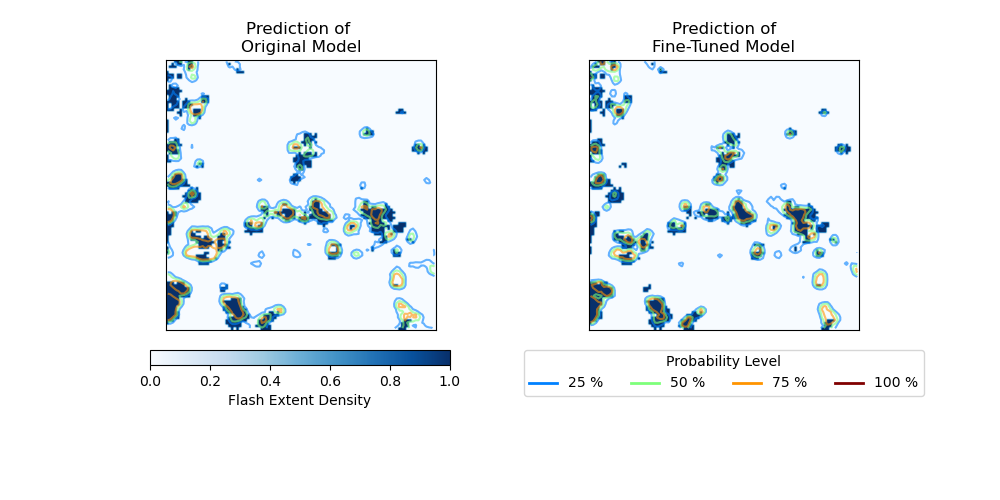 Prediction of
Original Model
Prediction of
Fine-Tuned Model
0.0 0.2 0.4 0.6 0.8 1.0
Flash Extent Density
Probability Level
25 % 50 % 75 % 100 %